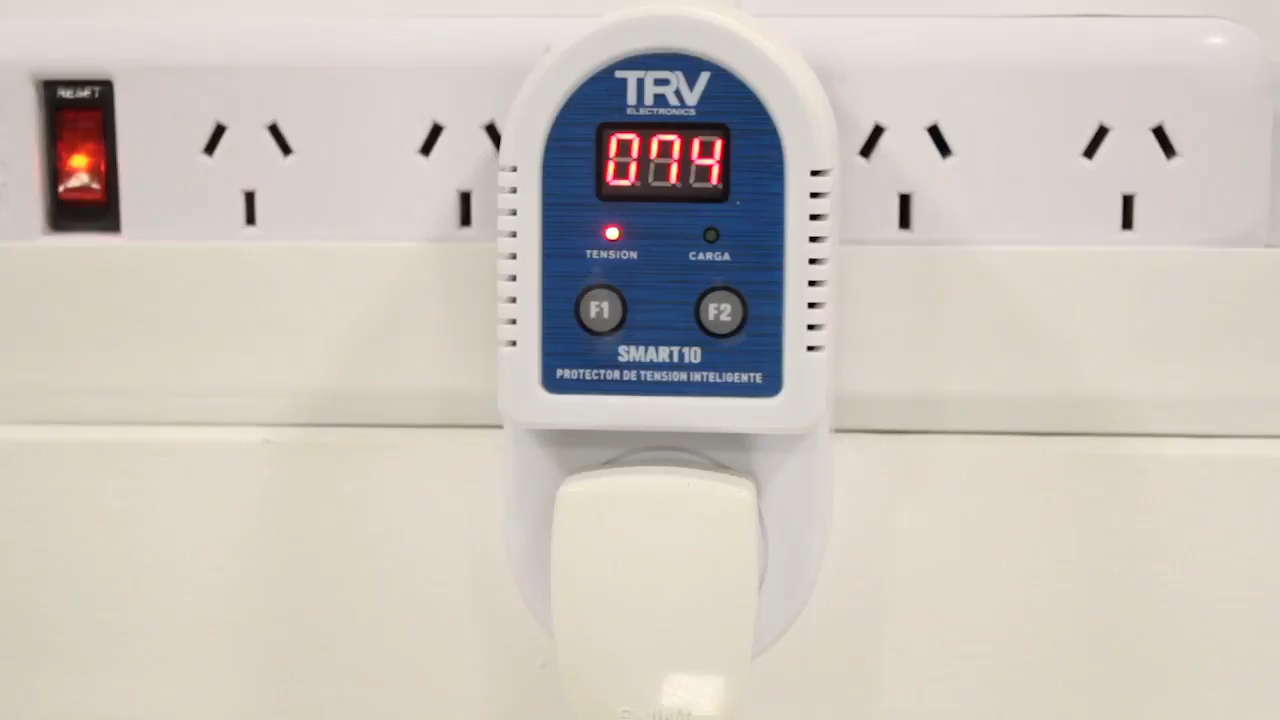 RESET
TRV
ELECTRONICS
074
TENSION CARGA
F1 F2
SMART10
PROTECTOR DE TENSION INTELIGENTE